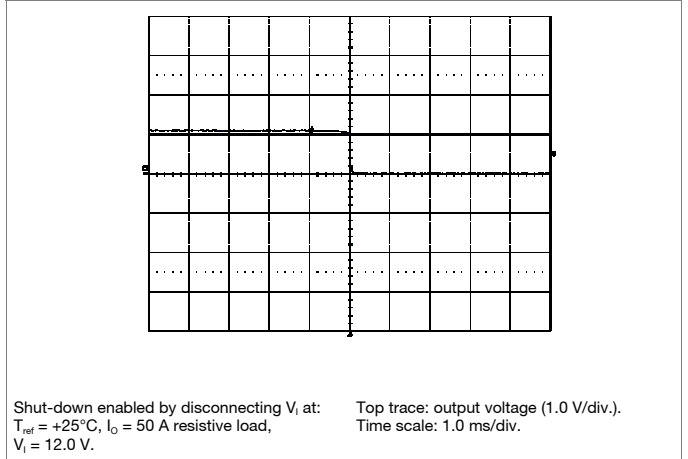 Shut-down enabled by disconnecting VI at:
Tref = +25°C, IO = 50 A resistive load,
VI = 12.0 V.
Top trace: output voltage (1.0 V/div.).
Time scale: 1.0 ms/div.